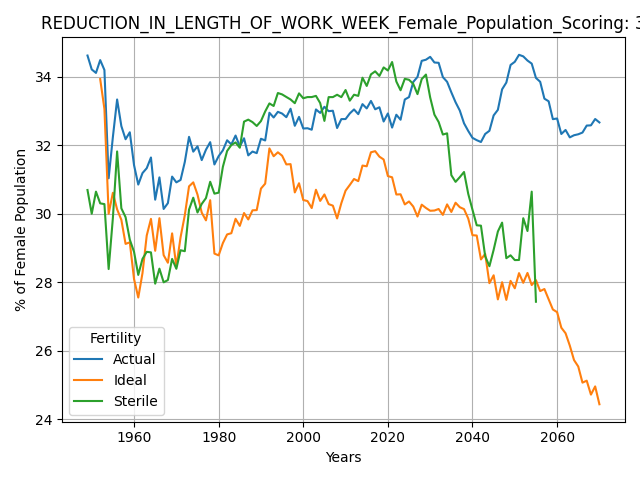 REDUCTION_IN_LENGTH_OF_WORK_WEEK_Female_Population_Scoring: 3
34
32
30
28
26
24
% of Female Population
Fertility
Actual
Ideal
Sterile
1960 1980 2000 2020 2040 2060
Years